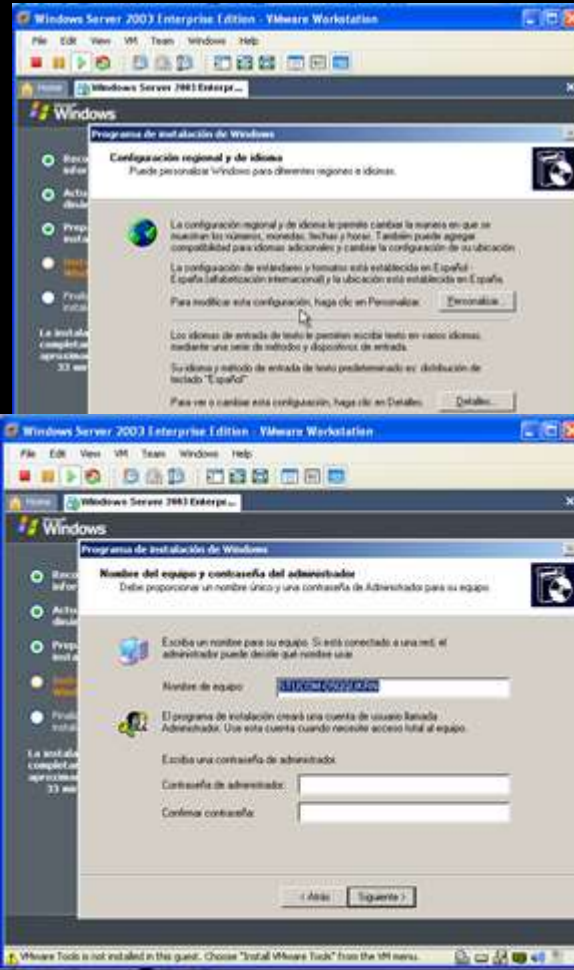 Windows Server 2003 Enterprise Edition - VMware Workstation
File Edit View VM Team Windows Help
Home Windows Server 2003 Enterpr...
Windows
Programa de instalación de Windows
Configuración regional y de idioma
Puede personalizar Windows para diferentes regiones e idiomas.
La configuración regional y de idioma le permite cambiar la manera en que se
muestran los números, monedas, fechas y horas. También puede agregar
compatibilidad para idiomas adicionales y cambiar la configuración de su ubicación
La configuración de estándares y formatos está establecida en Español -
España (alfabetización internacional) y la ubicación está establecida en España.
Para modificar esta configuración, haga clic en Personalizar. Personalizar...
Los idiomas de entrada de texto le permiten escribir texto en varios idiomas,
mediante una serie de métodos y dispositivos de entrada.
Su idioma y método de entrada de texto predeterminado es: distribución de
teclado "Español"
Para ver o cambiar esta configuración, haga clic en Detalles. Detalles...
La instala
completar
aproximad
33 min
Windows Server 2003 Enterprise Edition - VMware Workstation
File Edit View VM Team Windows Help
Home Windows Server 2003 Enterpr...
Windows
Programa de instalación de Windows
Nombre del equipo y contraseña del administrador
Debe proporcionar un nombre único y una contraseña de Administrador para su equipo.
Escriba un nombre para su equipo. Si está conectado a una red, el
administrador puede decirle qué nombre usar.
Nombre de equipo:
El programa de instalación creará una cuenta de usuario llamada
Administrador. Use esta cuenta cuando necesite acceso total al equipo.
Escriba una contraseña de administrador.
Contraseña de administrador:
Confirmar contraseña:
La instala
completar
aproximad
33 min
< Atrás Siguiente >
VMware Tools is not installed in this guest. Choose "Install VMware Tools" from the VM menu.